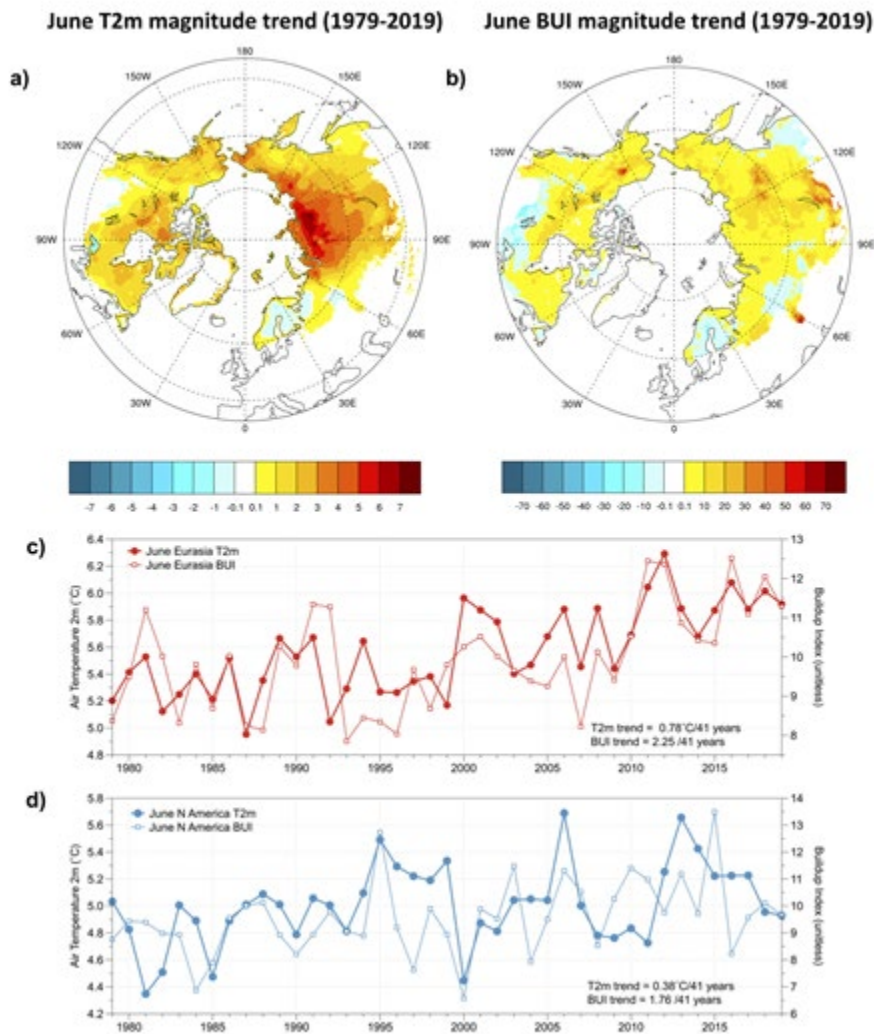 June T2m magnitude trend (1979-2019)
June BUI magnitude trend (1979-2019)
a)
180
150W
150E
120W
120E
90W
90E
60W
60E
30W
30E
0
b)
180
150W
150E
120W
120E
90W
90E
60W
60E
30W
30E
0
-7 -6 -5 -4 -3 -2 -1 -0.1 0.1 1 2 3 4 5 6 7
-70 -60 -50 -40 -30 -20 -10 -0.1 0.1 10 20 30 40 50 60 70
c)
June Eurasia T2m
June Eurasia BUI
Air Temperature 2m (˚C)
6.4
6.2
6.0
5.8
5.6
5.4
5.2
5.0
4.8
13
12
11
10
9
8
Buildup Index (unitless)
T2m trend = 0.78˚C/41 years
BUI trend = 2.25 /41 years
1980 1985 1990 1995 2000 2005 2010 2015
d)
June N America T2m
June N America BUI
Air Temperature 2m (˚C)
5.8
5.6
5.4
5.2
5.0
4.8
4.6
4.4
4.2
14
13
12
11
10
9
8
7
6
Buildup Index (unitless)
T2m trend = 0.38˚C/41 years
BUI trend = 1.76 /41 years
1980 1985 1990 1995 2000 2005 2010 2015